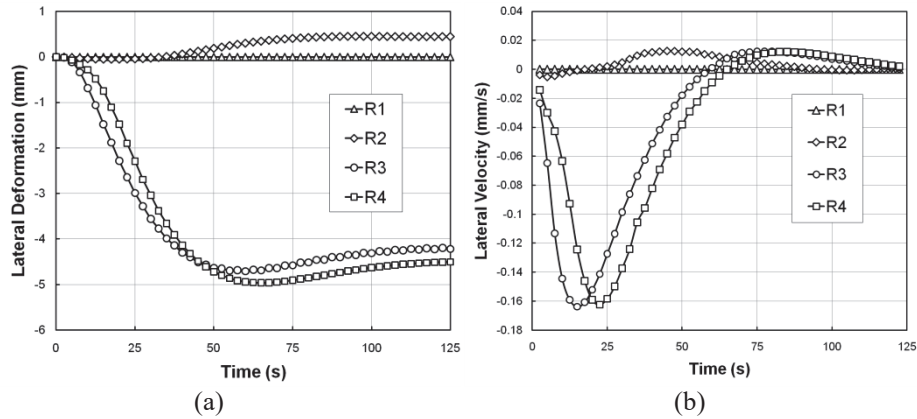 1
0
-1
-2
-3
-4
-5
-6
Lateral Deformation (mm)
R1
R2
R3
R4
0 25 50 75 100 125
Time (s)
(a)
0.04
0.02
0
-0.02
-0.04
-0.06
-0.08
-0.1
-0.12
-0.14
-0.16
-0.18
Lateral Velocity (mm/s)
R1
R2
R3
R4
0 25 50 75 100 125
Time (s)
(b)